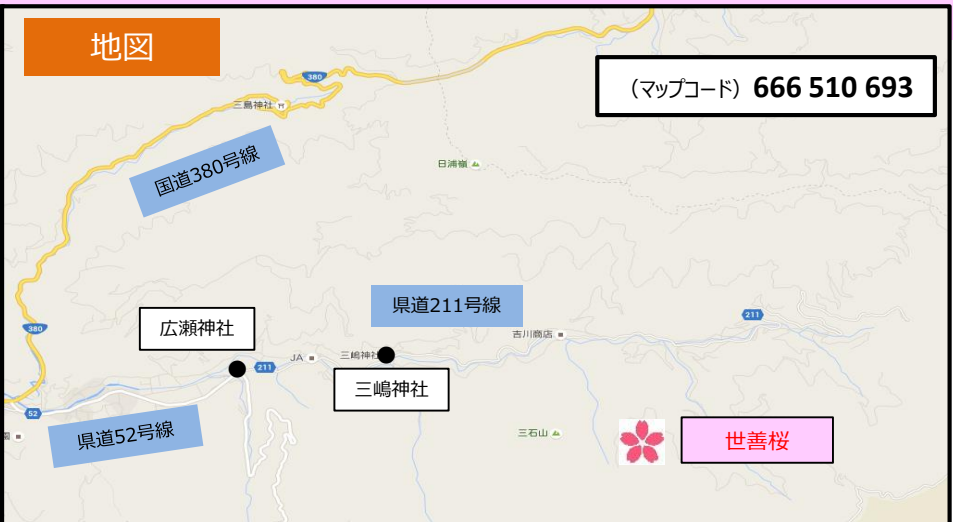 地図
（マップコード） 666 510 693
380
三島神社
国道380号線
日浦嶺
県道211号線
211
広瀬神社
吉川商店
380
JA
三嶋神社
211
三嶋神社
52
県道52号線
園
三石山
世善桜